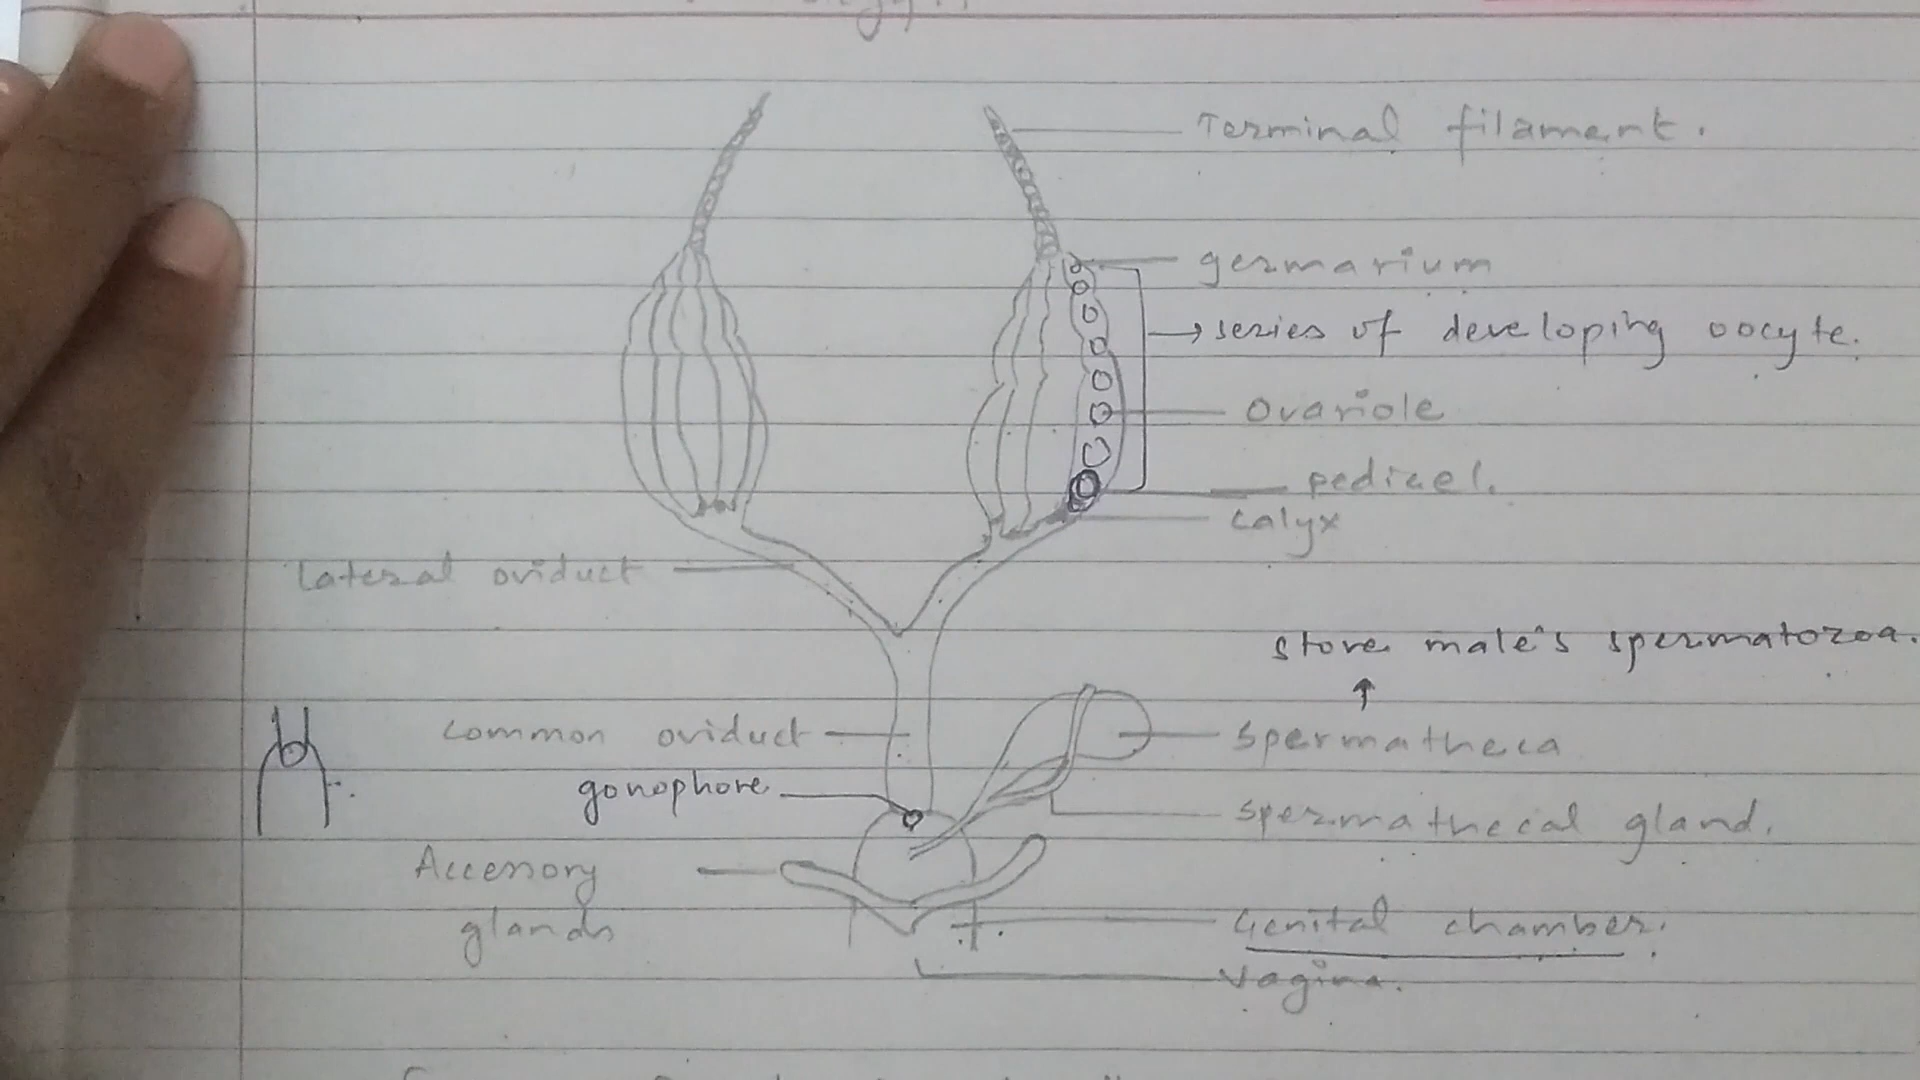 Terminal filament.
germarium
→ series of developing oocyte.
Ovariole
pedicel.
Calyx
Lateral oviduct
store male's spermatozoa.
↑
Common oviduct
Spermatheca
gonophore
Spermathecal gland.
Accessory
glands
Genital chamber.
Vagina.